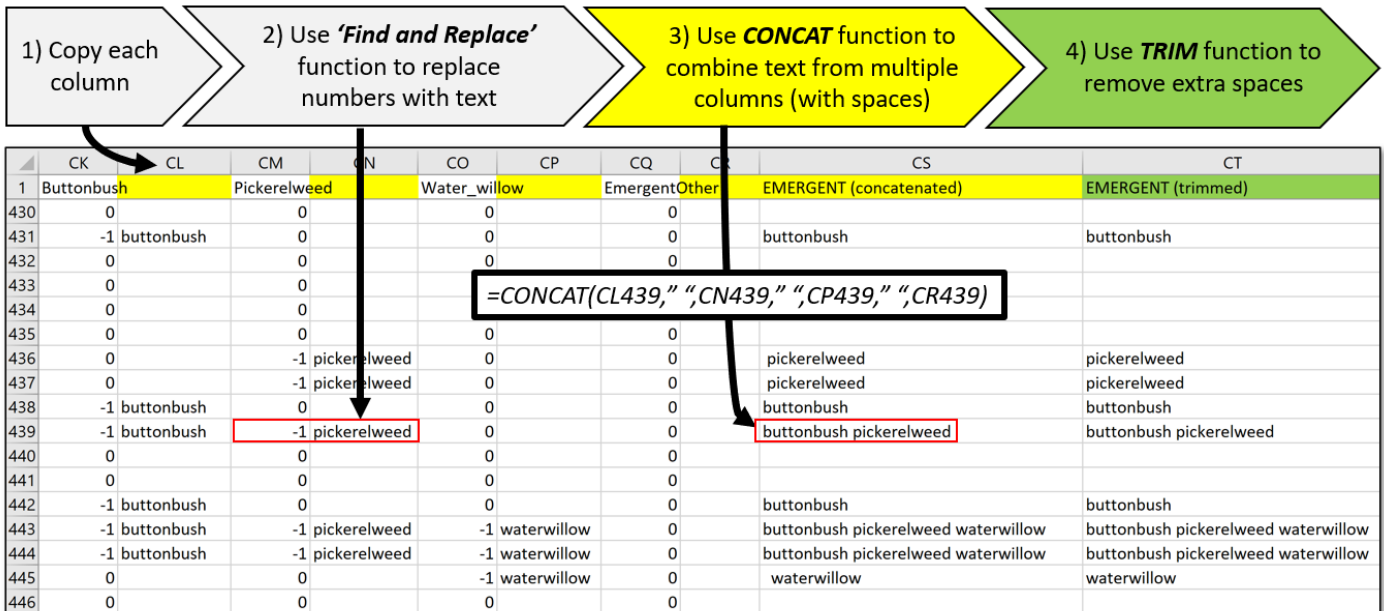 1) Copy each
column
2) Use ‘Find and Replace’
function to replace
numbers with text
3) Use CONCAT function to
combine text from multiple
columns (with spaces)
4) Use TRIM function to
remove extra spaces
CK CL CM CN CO CP CQ CR CS CT
1 Buttonbush Pickerelweed Water_willow EmergentOther EMERGENT (concatenated) EMERGENT (trimmed)
430 0 0 0 0
431 -1 buttonbush 0 0 0 buttonbush buttonbush
432 0 0 0 0
433 0 0
=CONCAT(CL439,” “,CN439,” “,CP439,” “,CR439)
434 0 0
435 0 0 0 0
436 0 -1 pickerelweed 0 0 pickerelweed pickerelweed
437 0 -1 pickerelweed 0 0 pickerelweed pickerelweed
438 -1 buttonbush 0 0 0 buttonbush buttonbush
439 -1 buttonbush -1 pickerelweed 0 0 buttonbush pickerelweed buttonbush pickerelweed
440 0 0 0 0
441 0 0 0 0
442 -1 buttonbush 0 0 0 buttonbush buttonbush
443 -1 buttonbush -1 pickerelweed -1 waterwillow 0 buttonbush pickerelweed waterwillow buttonbush pickerelweed waterwillow
444 -1 buttonbush -1 pickerelweed -1 waterwillow 0 buttonbush pickerelweed waterwillow buttonbush pickerelweed waterwillow
445 0 0 -1 waterwillow 0 waterwillow waterwillow
446 0 0 0 0